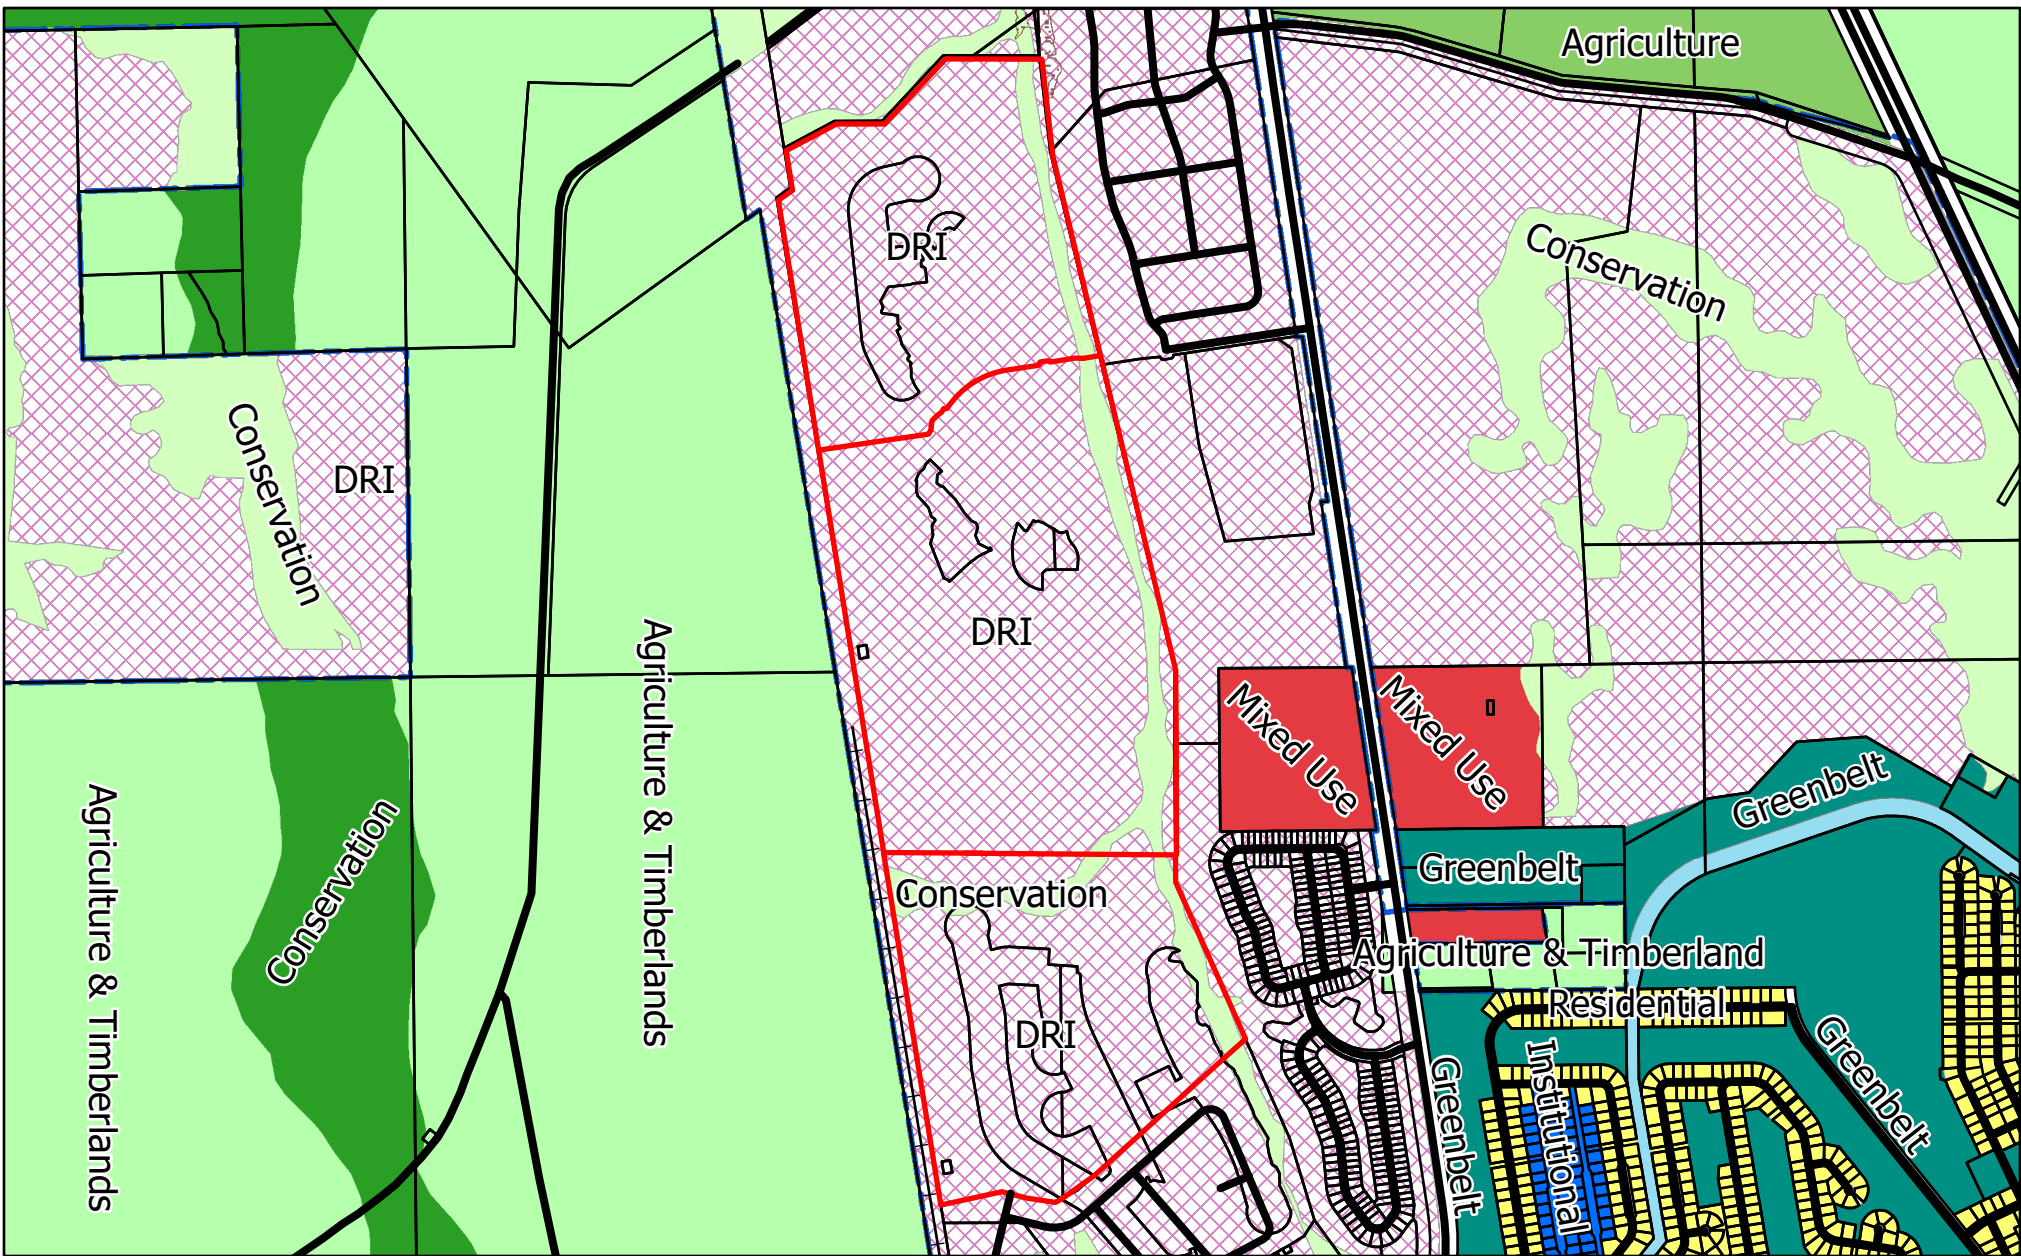 Agriculture
DRI
Conservation
Conservation
DRI
DRI
Agriculture & Timberlands
Mixed Use
Mixed Use
Greenbelt
Agriculture & Timberlands
Conservation
Greenbelt
Conservation
Agriculture & Timberland
Residential
DRI
Institutional
Greenbelt
Greenbelt